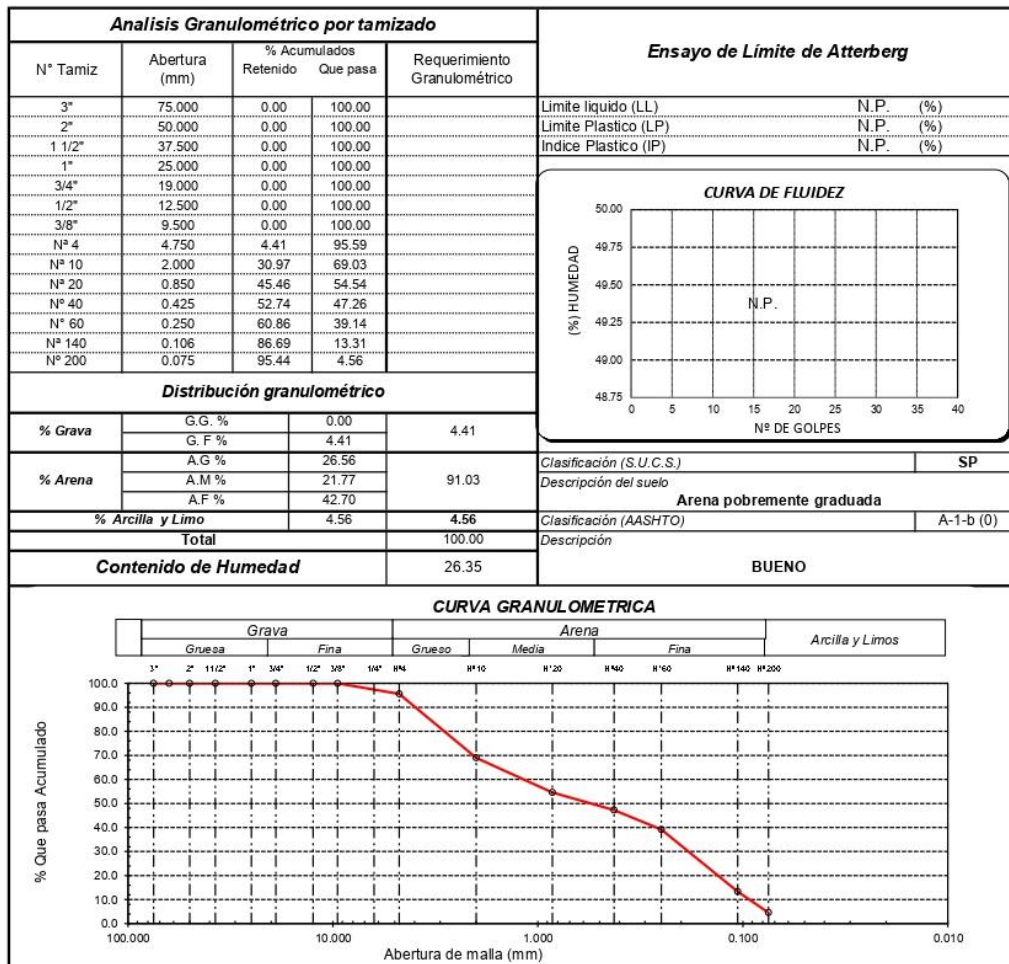 Analisis Granulométrico por tamizado
N° Tamiz Abertura (mm) % Acumulados Retenido Que pasa Requerimiento Granulométrico
3" 75.000 0.00 100.00
2" 50.000 0.00 100.00
1 1/2" 37.500 0.00 100.00
1" 25.000 0.00 100.00
3/4" 19.000 0.00 100.00
1/2" 12.500 0.00 100.00
3/8" 9.500 0.00 100.00
Nª 4 4.750 4.41 95.59
Nª 10 2.000 30.97 69.03
Nª 20 0.850 45.46 54.54
Nº 40 0.425 52.74 47.26
N° 60 0.250 60.86 39.14
Nª 140 0.106 86.69 13.31
Nº 200 0.075 95.44 4.56
Distribución granulométrico
% Grava G.G. % 0.00 4.41
G. F % 4.41
% Arena A.G % 26.56 91.03
A.M % 21.77
A.F % 42.70
% Arcilla y Limo 4.56 4.56
Total 100.00
Contenido de Humedad 26.35
Ensayo de Límite de Atterberg
Limite liquido (LL) N.P. (%)
Limite Plastico (LP) N.P. (%)
Indice Plastico (IP) N.P. (%)
CURVA DE FLUIDEZ
(%) HUMEDAD
50.00
49.75
49.50
49.25
49.00
48.75
N.P.
0 5 10 15 20 25 30 35 40
Nº DE GOLPES
Clasificación (S.U.C.S.) SP
Descripción del suelo
Arena pobremente graduada
Clasificación (AASHTO) A-1-b (0)
Descripción
BUENO
CURVA GRANULOMETRICA
Grava Arena Arcilla y Limos
Gruesa Fina Grueso Media Fina
3" 2" 11/2" 1" 3/4" 1/2" 3/8" 1/4" Nª4 Nª10 Nª20 Nª40 Nª60 Nª140 Nª200
% Que pasa Acumulado
100.0
90.0
80.0
70.0
60.0
50.0
40.0
30.0
20.0
10.0
0.0
100.000 10.000 1.000 0.100 0.010
Abertura de malla (mm)